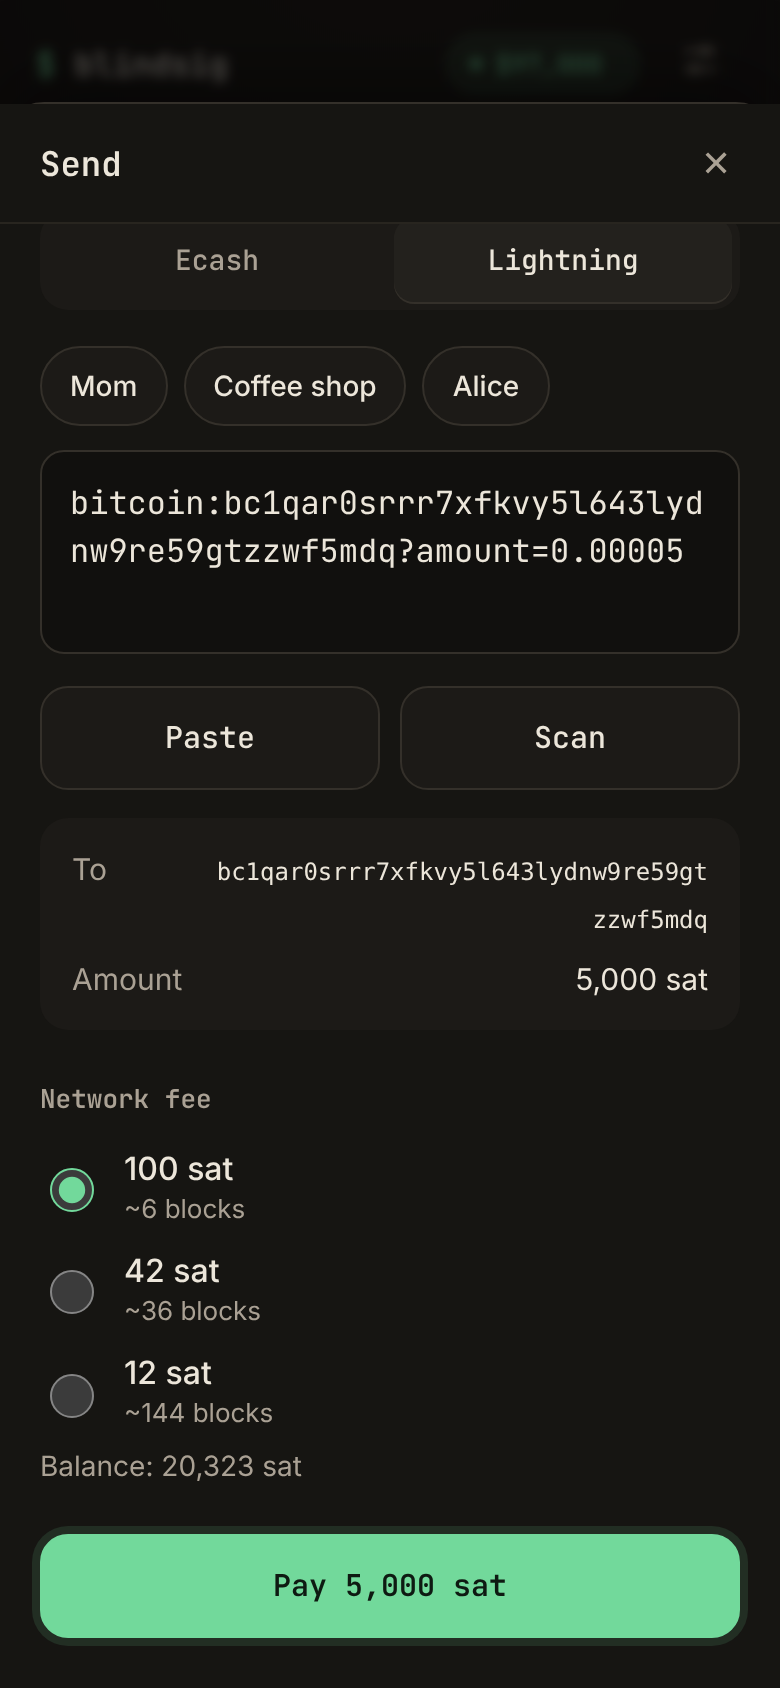 $ blindsig
Send ✕
Ecash Lightning
Mom Coffee shop Alice
bitcoin:bc1qar0srrr7xfkvy5l643lyd
nw9re59gtzzwf5mdq?amount=0.00005
Paste Scan
To bc1qar0srrr7xfkvy5l643lydnw9re59gt
zzwf5mdq
Amount 5,000 sat
Network fee
100 sat
~6 blocks
42 sat
~36 blocks
12 sat
~144 blocks
Balance: 20,323 sat
Pay 5,000 sat